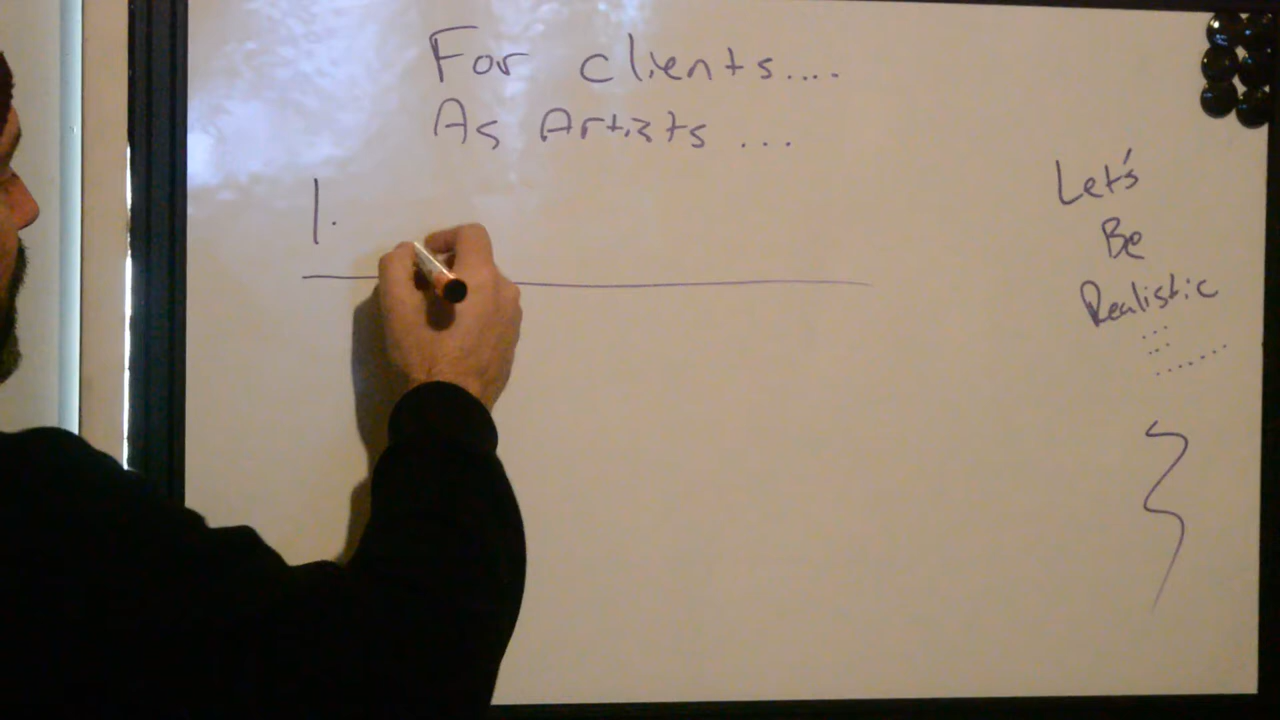 For clients....
As Artists ...
1.
Let's
Be
Realistic